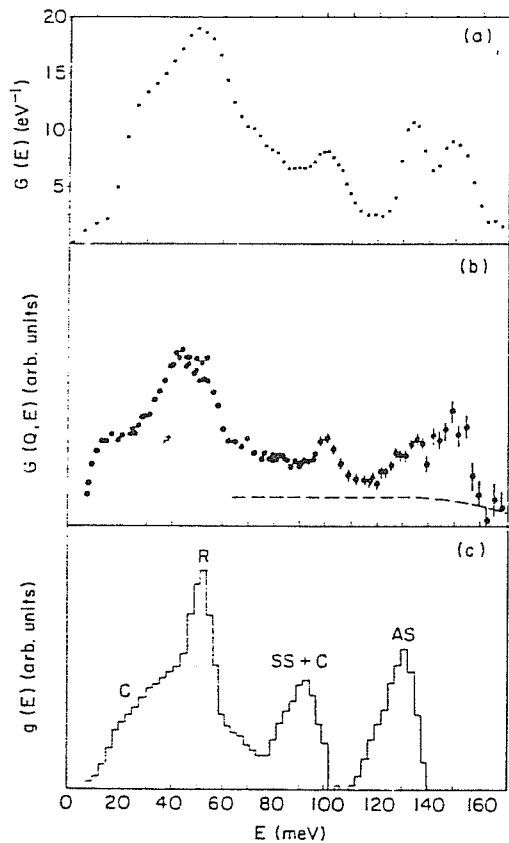 (a)
20
15
10
5
G (E) (eV⁻¹)
(b)
G(Q,E) (arb. units)
(c)
R
C
SS + C
AS
g(E) (arb. units)
0 20 40 60 80 100 120 140 160
E (meV)